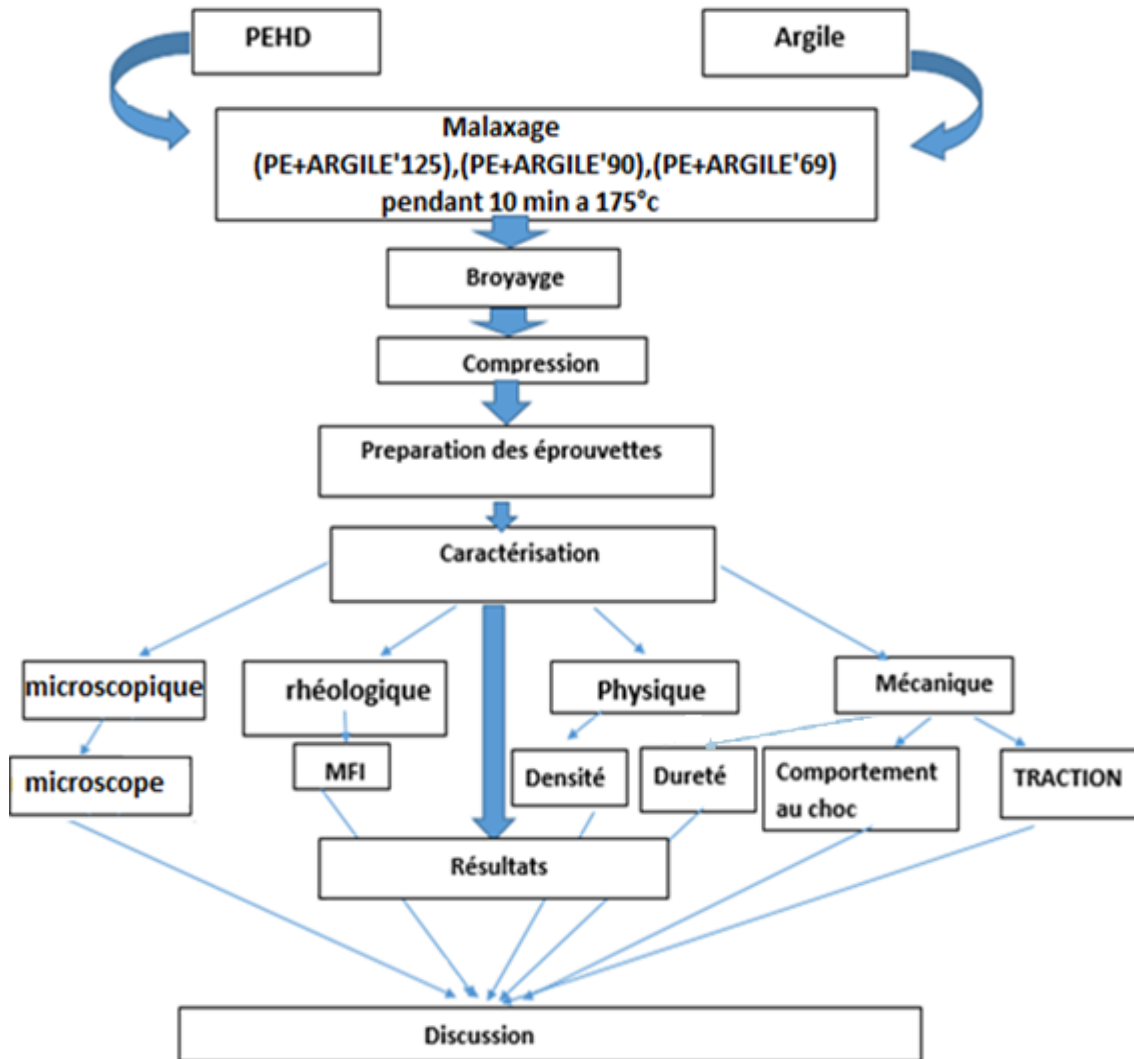 PEHD
Argile
Malaxage
(PE+ARGILE'125),(PE+ARGILE'90),(PE+ARGILE'69)
pendant 10 min a 175°c
Broyayge
Compression
Preparation des éprouvettes
Caractérisation
microscopique
rhéologique
Physique
Mécanique
microscope
MFI
Densité
Dureté
Comportement
au choc
TRACTION
Résultats
Discussion